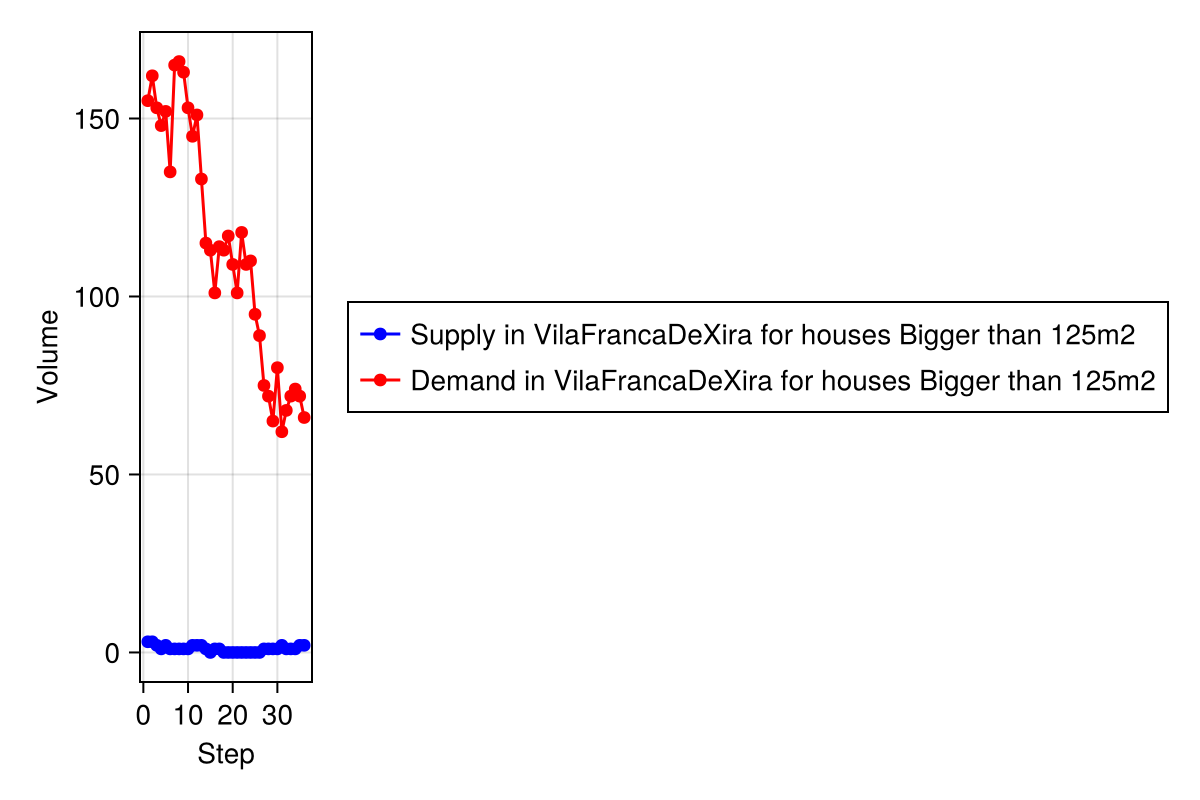 Volume
150
100
50
0
0 10 20 30
Step
Supply in VilaFrancaDeXira for houses Bigger than 125m2
Demand in VilaFrancaDeXira for houses Bigger than 125m2